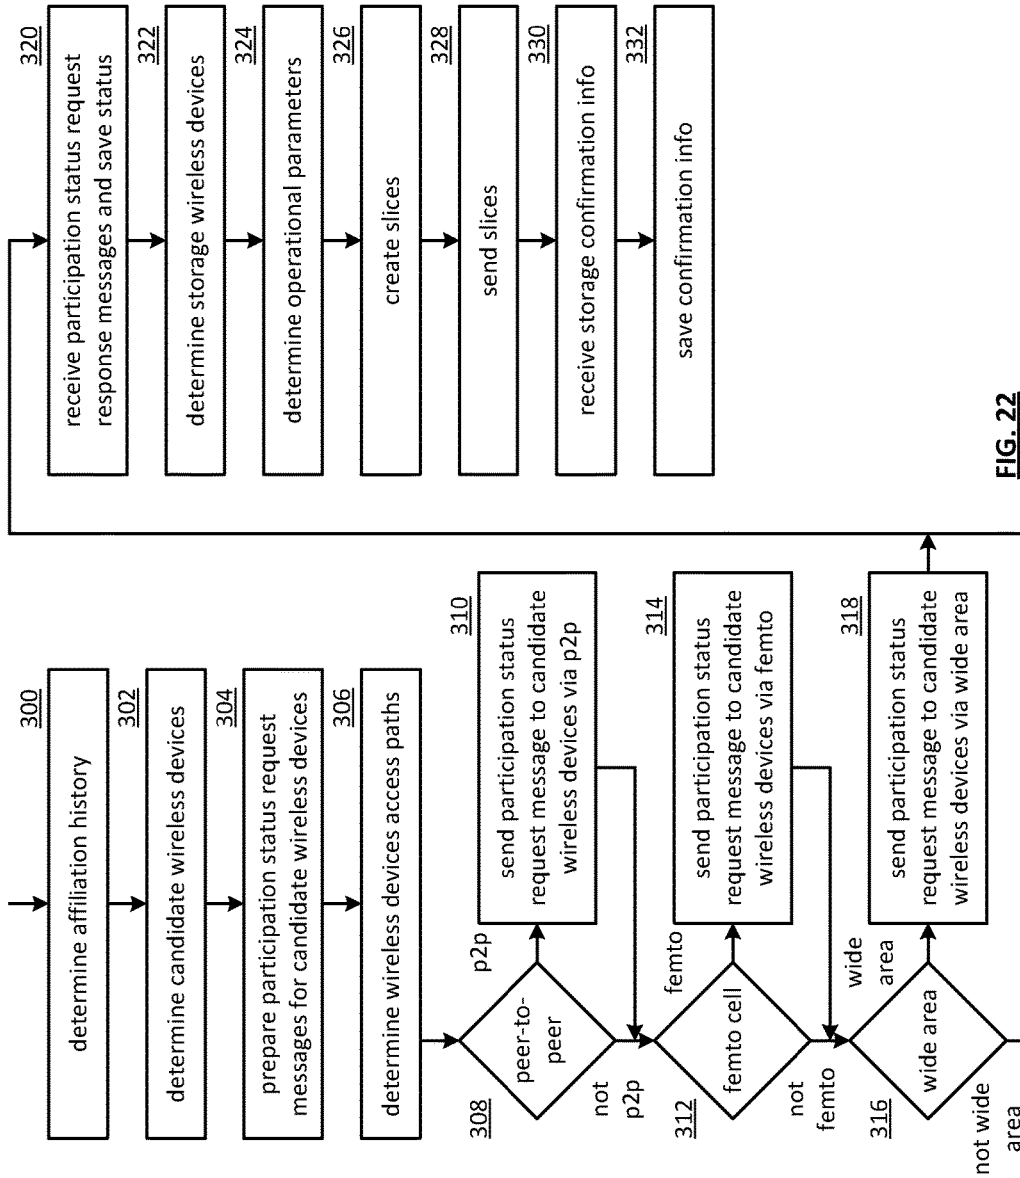 300
determine affiliation history
302
determine candidate wireless devices
304
prepare participation status request
messages for candidate wireless devices
306
determine wireless devices access paths
308
peer-to-
peer
p2p
not
p2p
310
send participation status
request message to candidate
wireless devices via p2p
312
femto cell
femto
not
femto
314
send participation status
request message to candidate
wireless devices via femto
316
wide area
wide
area
not wide
area
318
send participation status
request message to candidate
wireless devices via wide area
320
receive participation status request
response messages and save status
322
determine storage wireless devices
324
determine operational parameters
326
create slices
328
send slices
330
receive storage confirmation info
332
save confirmation info
FIG. 22